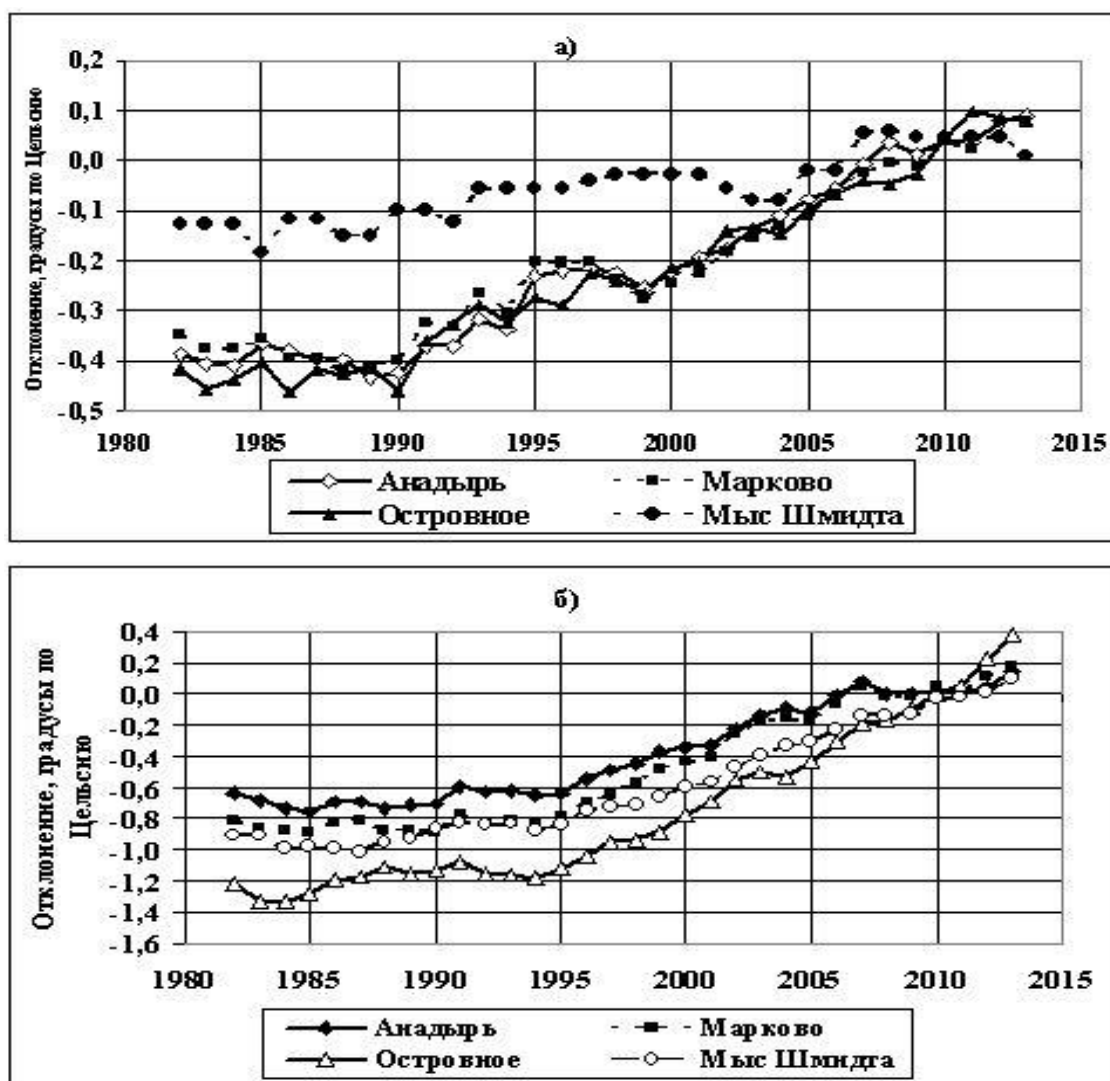 а)
Отклонение, градусы по Цельсию
0,2
0,1
0,0
-0,1
-0,2
-0,3
-0,4
-0,5
1980 1985 1990 1995 2000 2005 2010 2015
Анадырь Марково
Островное Мыс Шмидта
б)
Отклонение, градусы по
Цельсию
0,4
0,2
0,0
-0,2
-0,4
-0,6
-0,8
-1,0
-1,2
-1,4
-1,6
1980 1985 1990 1995 2000 2005 2010 2015
Анадырь Марково
Островное Мыс Шмидта